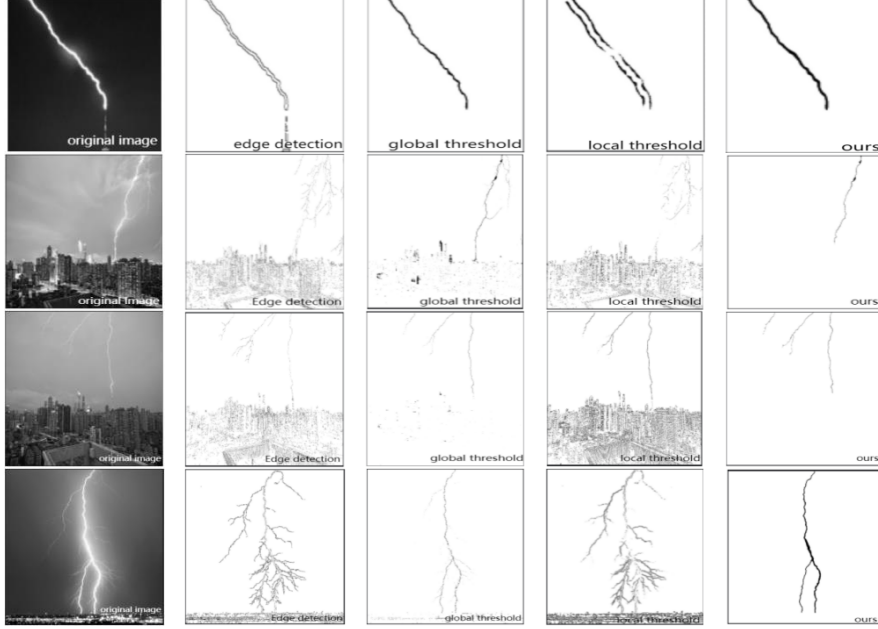 original image
edge detection
global threshold
local threshold
ours
original image
Edge detection
global threshold
local threshold
ours
original image
Edge detection
global threshold
local threshold
ours
original image
Edge detection
global threshold
local threshold
ours